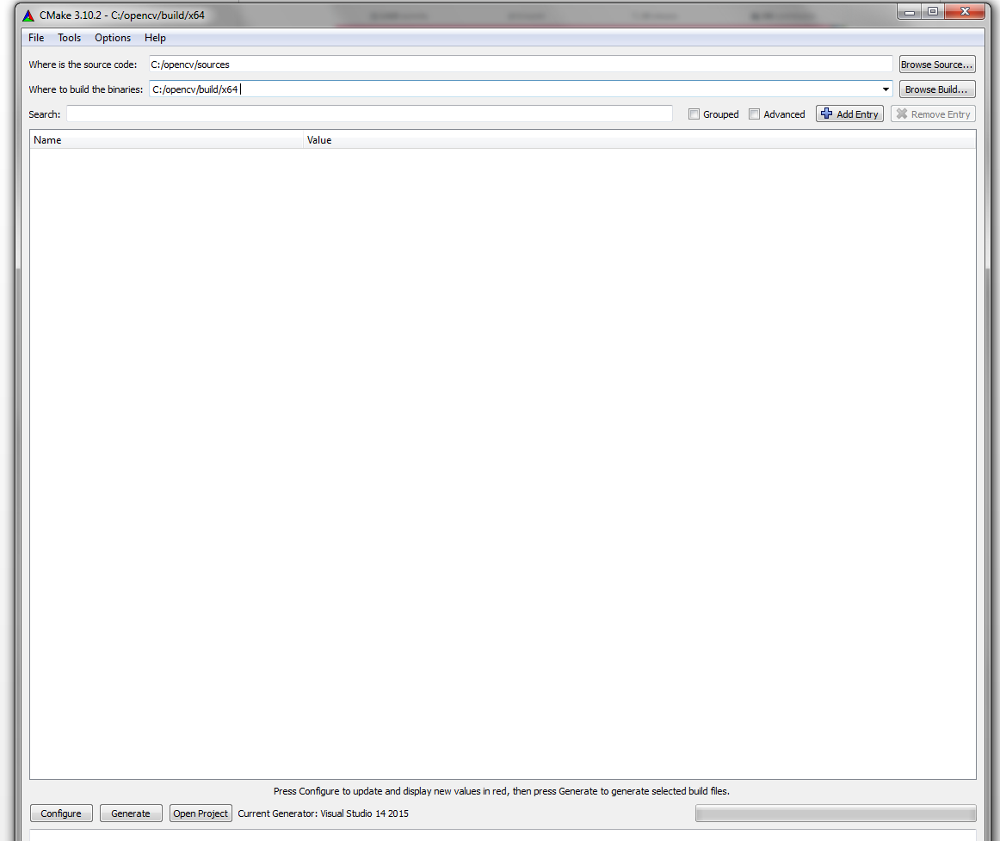 CMake 3.10.2 - C:/opencv/build/x64
File Tools Options Help
Where is the source code: C:/opencv/sources Browse Source...
Where to build the binaries: C:/opencv/build/x64 Browse Build...
Search: Grouped Advanced Add Entry Remove Entry
Name Value
Press Configure to update and display new values in red, then press Generate to generate selected build files.
Configure Generate Open Project Current Generator: Visual Studio 14 2015